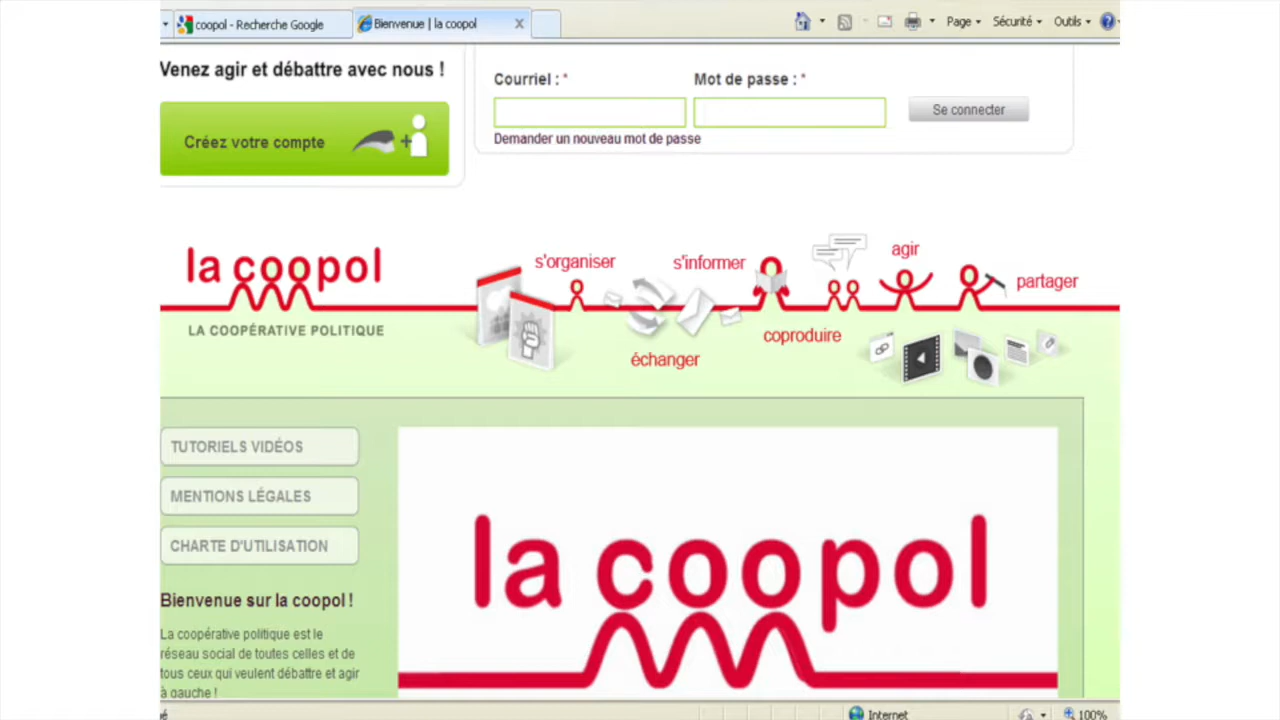 coopol - Recherche Google
Bienvenue | la coopol
Page
Sécurité
Outils
Venez agir et débattre avec nous !
Créez votre compte
Courriel : *
Mot de passe : *
Se connecter
Demander un nouveau mot de passe
la coopol
LA COOPÉRATIVE POLITIQUE
s'organiser
échanger
s'informer
coproduire
agir
partager
TUTORIELS VIDÉOS
MENTIONS LÉGALES
CHARTE D'UTILISATION
Bienvenue sur la coopol !
La coopérative politique est le
réseau social de toutes celles et de
tous ceux qui veulent débattre et agir
à gauche !
la coopol
Internet
100%